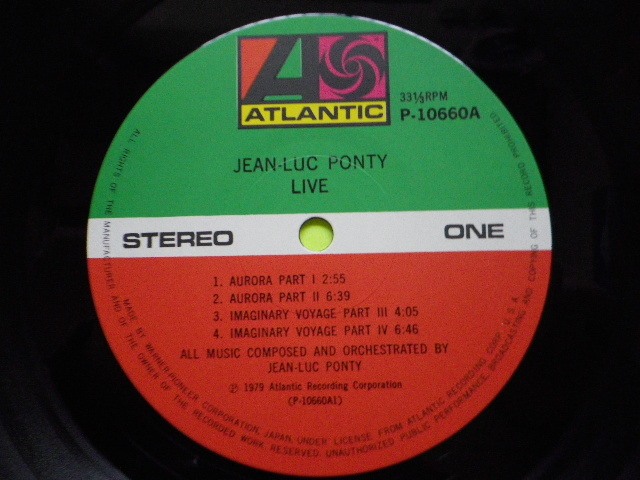 ATLANTIC
33⅓RPM
P-10660A
JEAN-LUC PONTY
LIVE
STEREO
ONE
1. AURORA PART I 2:55
2. AURORA PART II 6:39
3. IMAGINARY VOYAGE PART III 4:05
4. IMAGINARY VOYAGE PART IV 6:46
ALL MUSIC COMPOSED AND ORCHESTRATED BY
JEAN-LUC PONTY
Ⓟ 1979 Atlantic Recording Corporation
(P-10660A1)
MADE BY WARNER-PIONEER CORPORATION, JAPAN, UNDER LICENSE FROM ATLANTIC RECORDING CORP., U.S.A.
ALL RIGHTS OF THE MANUFACTURER AND OF THE OWNER OF THE RECORDED WORK RESERVED. UNAUTHORIZED PUBLIC PERFORMANCE, BROADCASTING AND COPYING OF THIS RECORD PROHIBITED